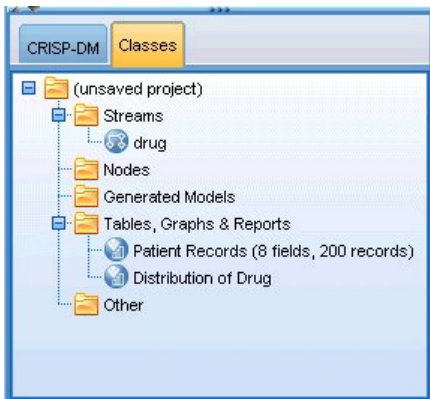 CRISP-DM Classes
(unsaved project)
Streams
drug
Nodes
Generated Models
Tables, Graphs & Reports
Patient Records (8 fields, 200 records)
Distribution of Drug
Other